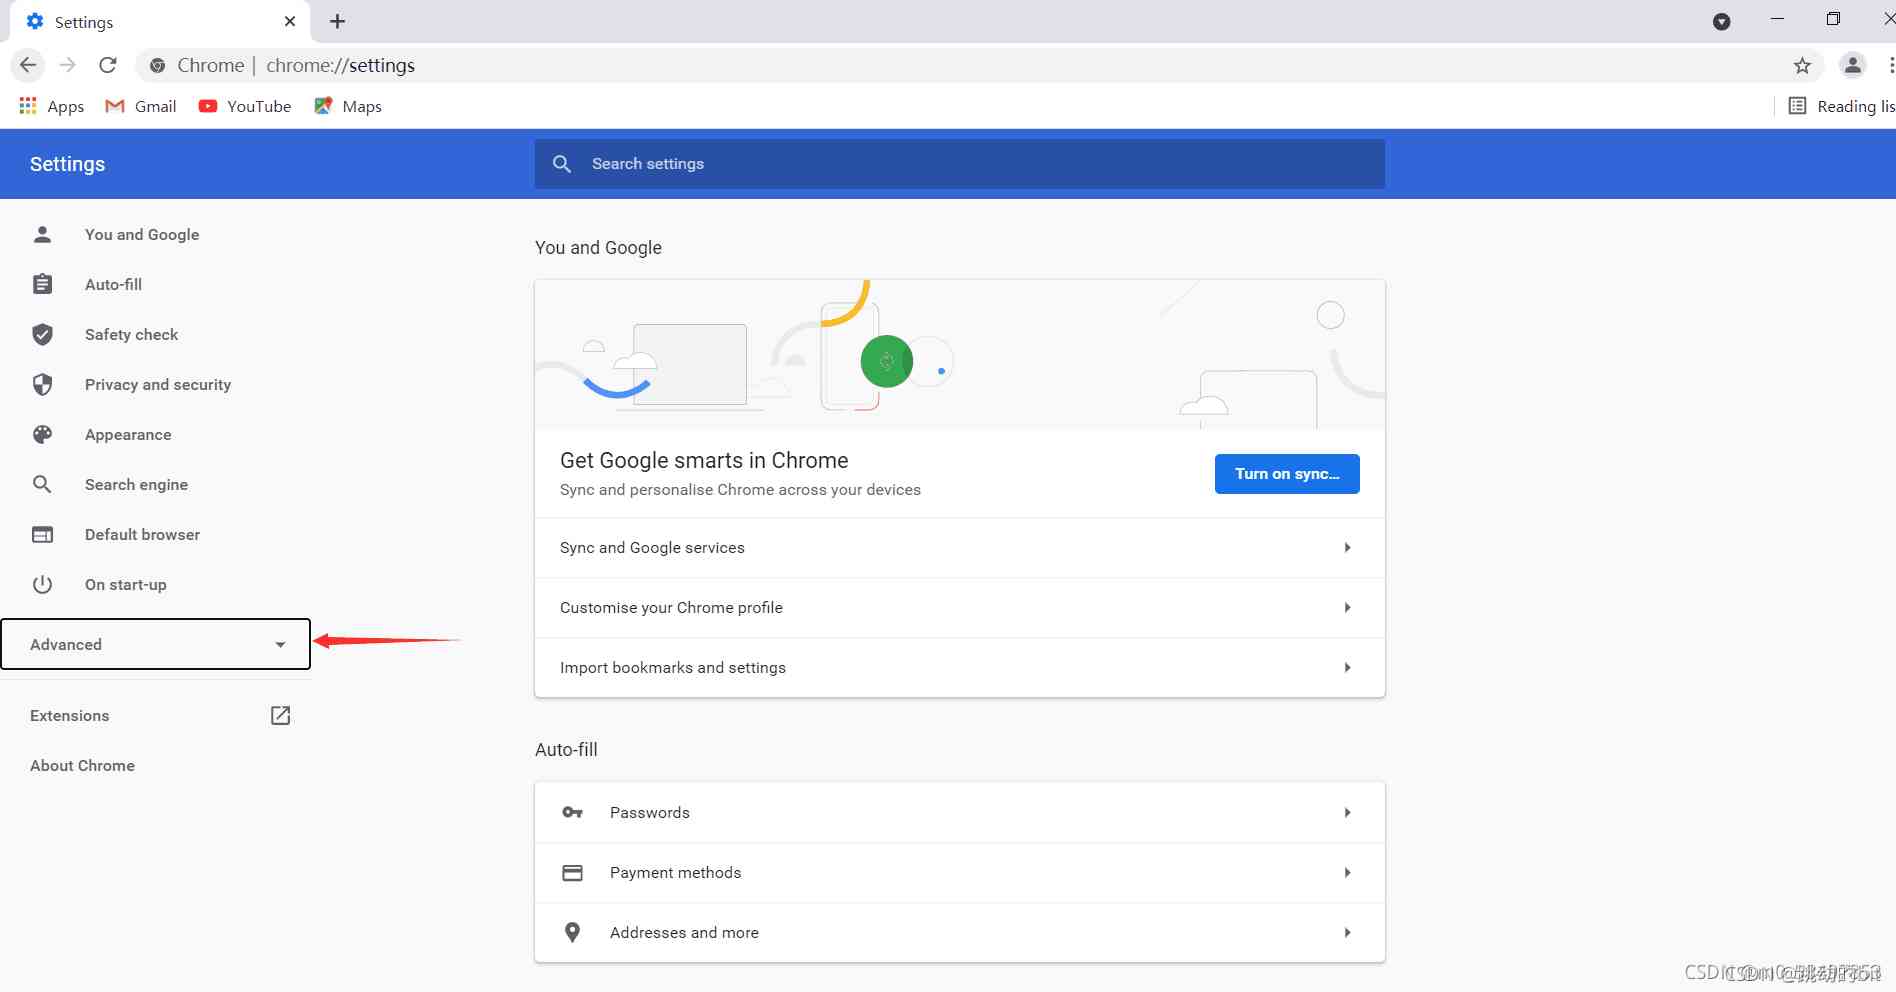 Settings
Chrome | chrome://settings
Apps Gmail YouTube Maps Reading lis
Settings
Search settings
You and Google
Auto-fill
Safety check
Privacy and security
Appearance
Search engine
Default browser
On start-up
Advanced
Extensions
About Chrome
You and Google
Get Google smarts in Chrome
Sync and personalise Chrome across your devices
Turn on sync...
Sync and Google services
Customise your Chrome profile
Import bookmarks and settings
Auto-fill
Passwords
Payment methods
Addresses and more